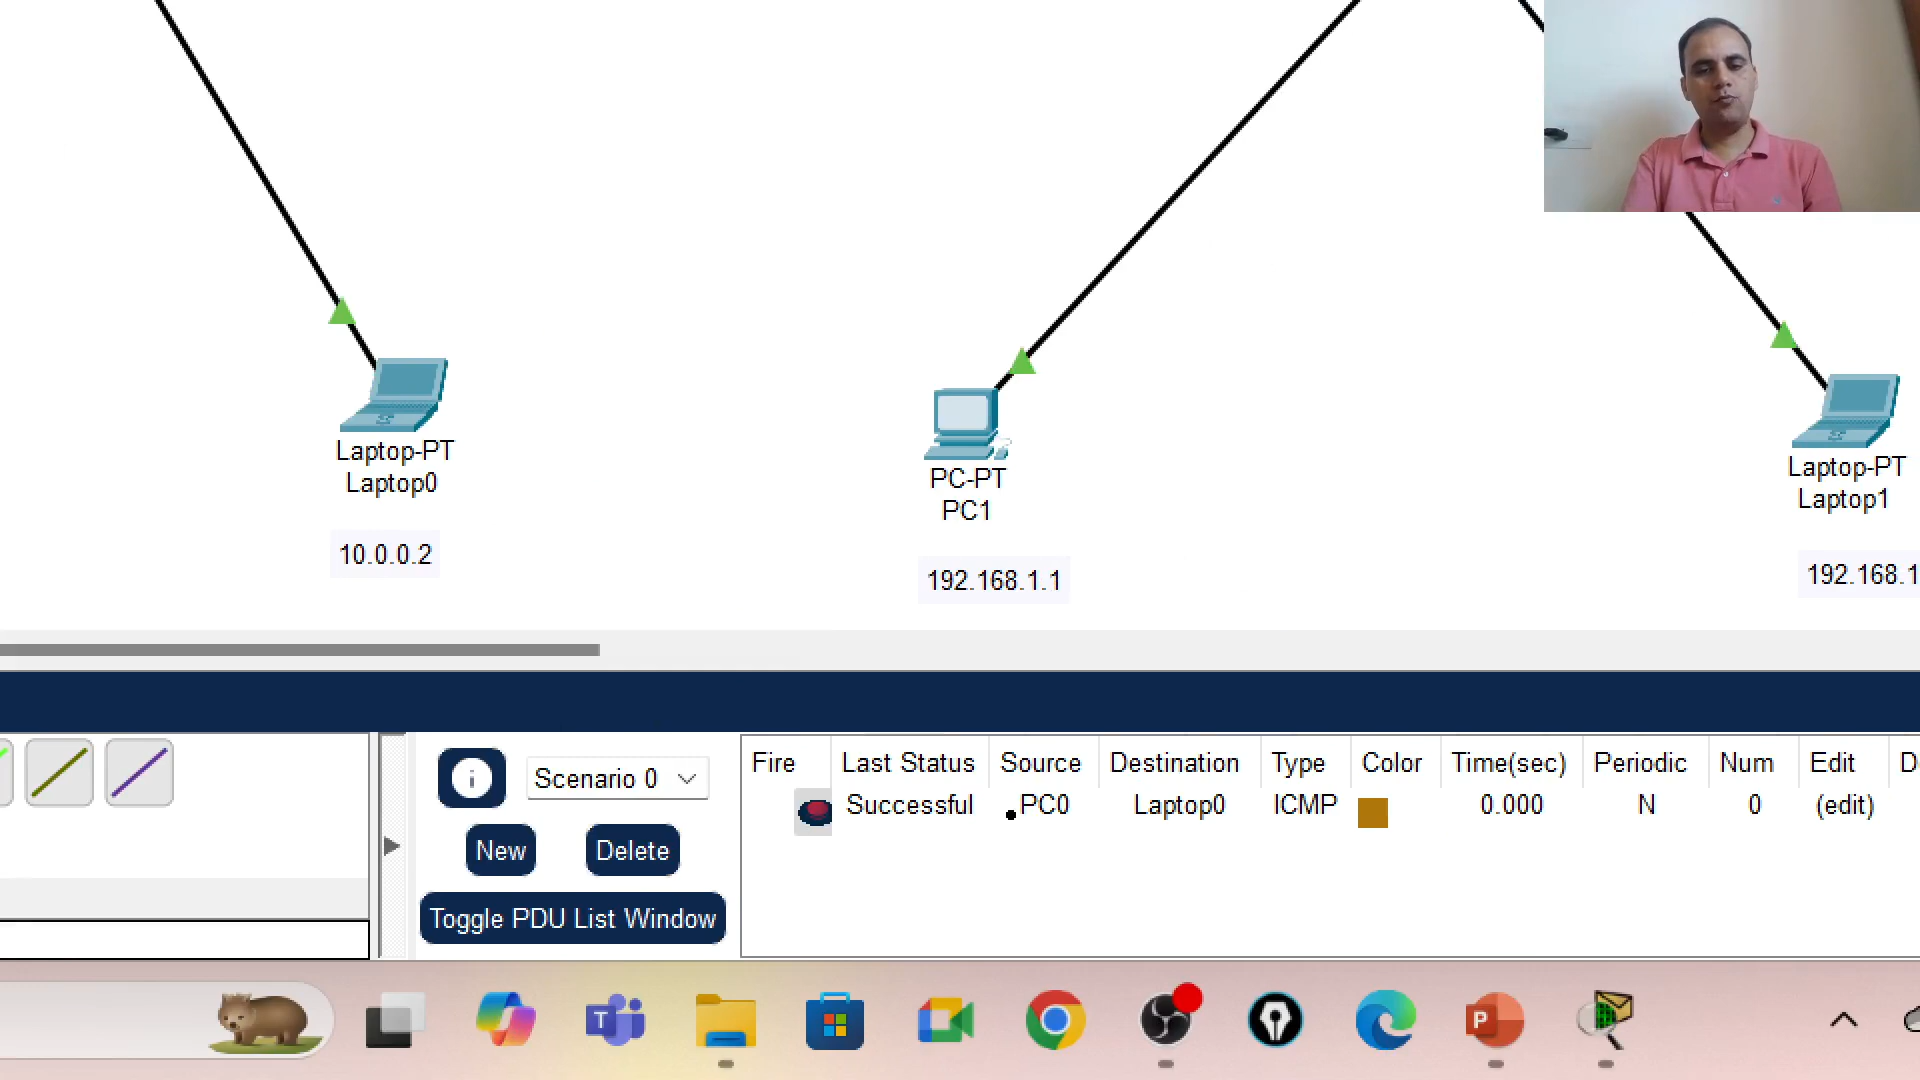 Laptop-PT
Laptop0
10.0.0.2
PC-PT
PC1
192.168.1.1
Laptop-PT
Laptop1
192.168.1
Scenario 0
New
Delete
Toggle PDU List Window
Fire Last Status Source Destination Type Color Time(sec) Periodic Num Edit D
Successful PC0 Laptop0 ICMP 0.000 N 0 (edit)
T
P